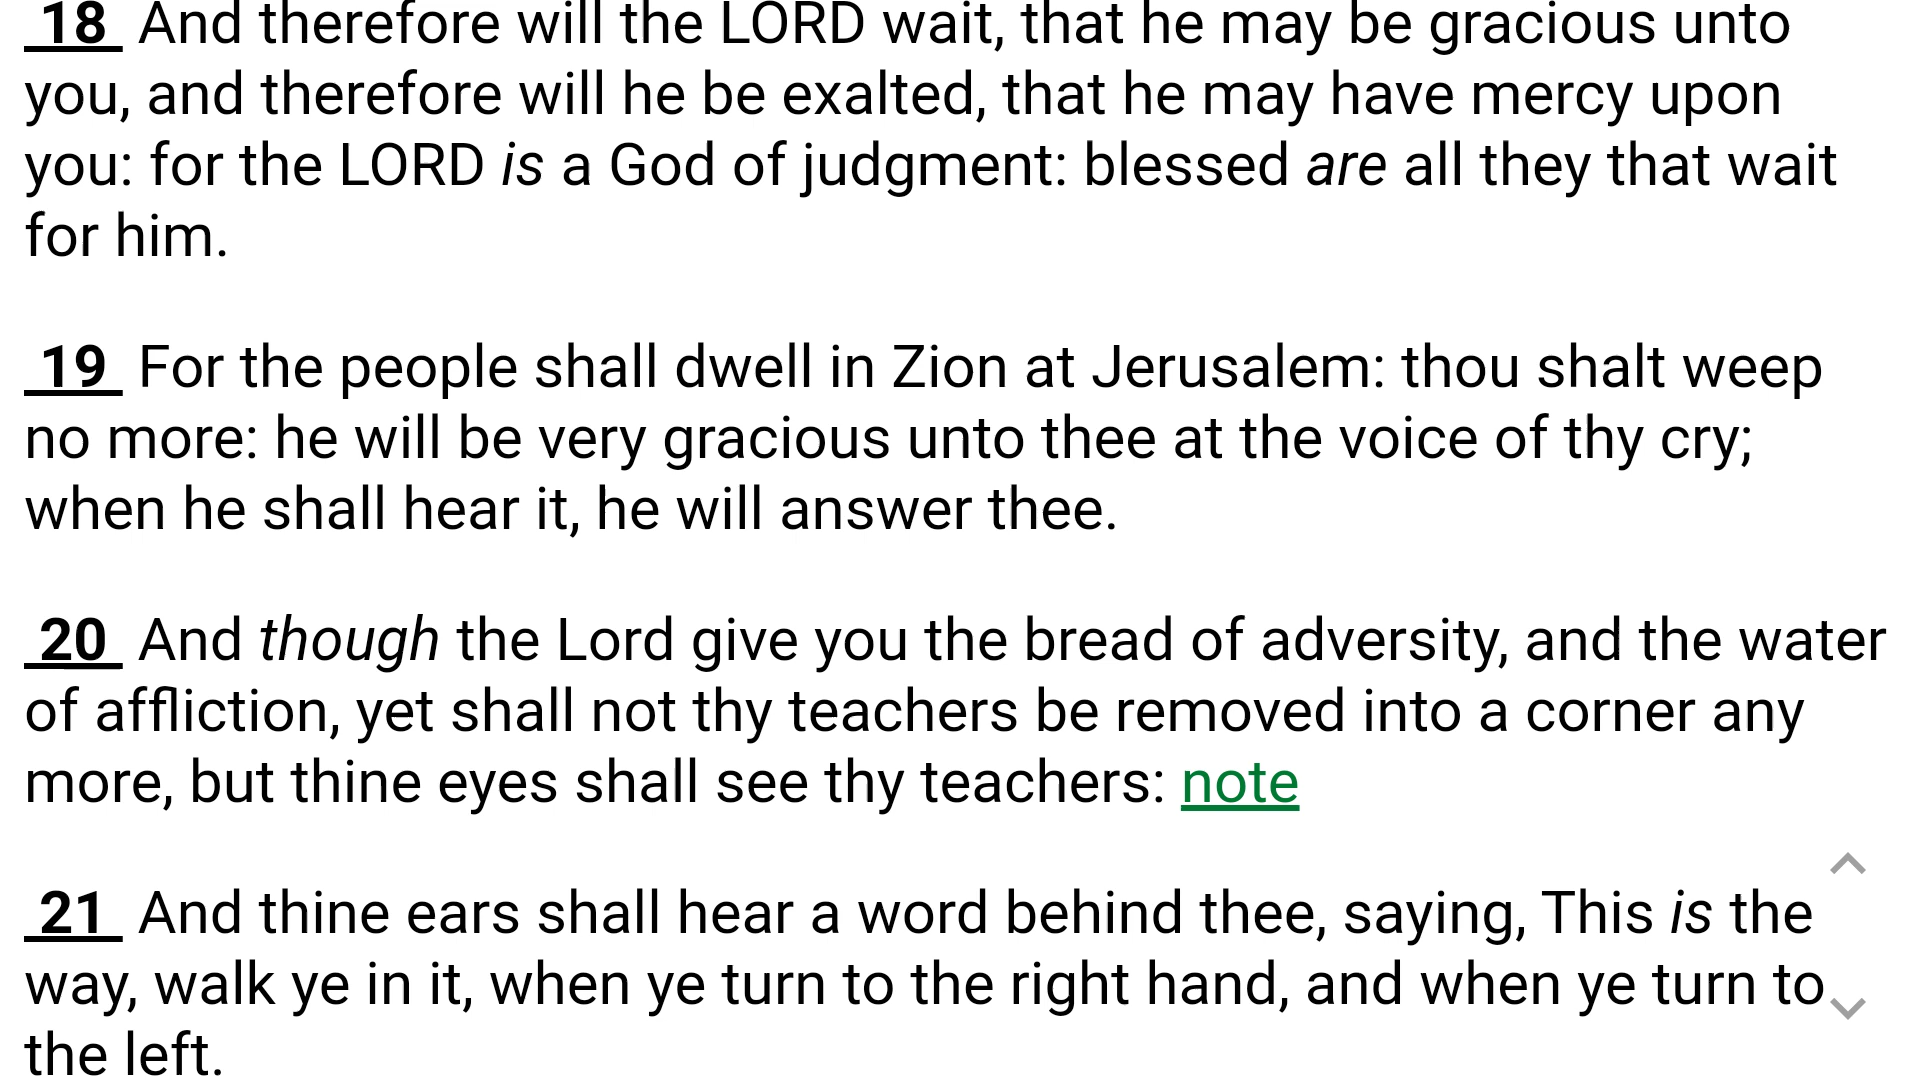 18 And therefore will the LORD wait, that he may be gracious unto
you, and therefore will he be exalted, that he may have mercy upon
you: for the LORD is a God of judgment: blessed are all they that wait
for him.
19 For the people shall dwell in Zion at Jerusalem: thou shalt weep
no more: he will be very gracious unto thee at the voice of thy cry;
when he shall hear it, he will answer thee.
20 And though the Lord give you the bread of adversity, and the water
of affliction, yet shall not thy teachers be removed into a corner any
more, but thine eyes shall see thy teachers: note
21 And thine ears shall hear a word behind thee, saying, This is the
way, walk ye in it, when ye turn to the right hand, and when ye turn to
the left.